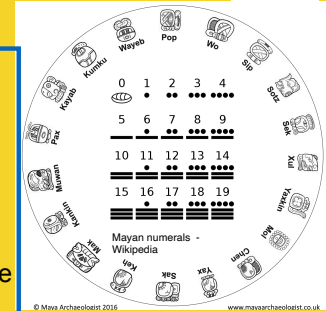 Pop
Wo
Sip
Sotz
Sek
Xul
Yaxkin
Mol
Chen
Yax
Sak
Keh
Mak
Kankin
Muwan
Pax
Kayab
Kumku
Wayeb
0 1 2 3 4
5 6 7 8 9
10 11 12 13 14
15 16 17 18 19
Mayan numerals -
Wikipedia
e
© Maya Archaeologist 2016
www.mayaarchaeologist.co.uk